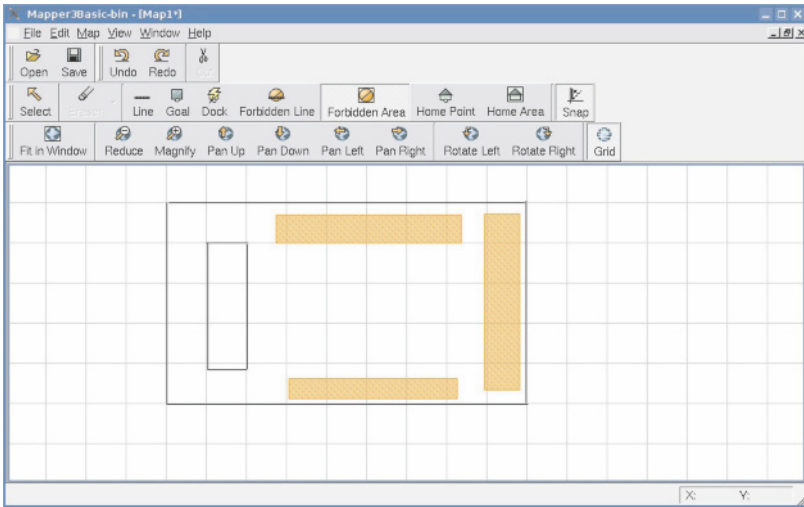 Mapper3Basic-bin - [Map1*]
File Edit Map View Window Help
Open Save Undo Redo
Select Line Goal Dock Forbidden Line Forbidden Area Home Point Home Area Snap
Fit in Window Reduce Magnify Pan Up Pan Down Pan Left Pan Right Rotate Left Rotate Right Grid
X: Y: